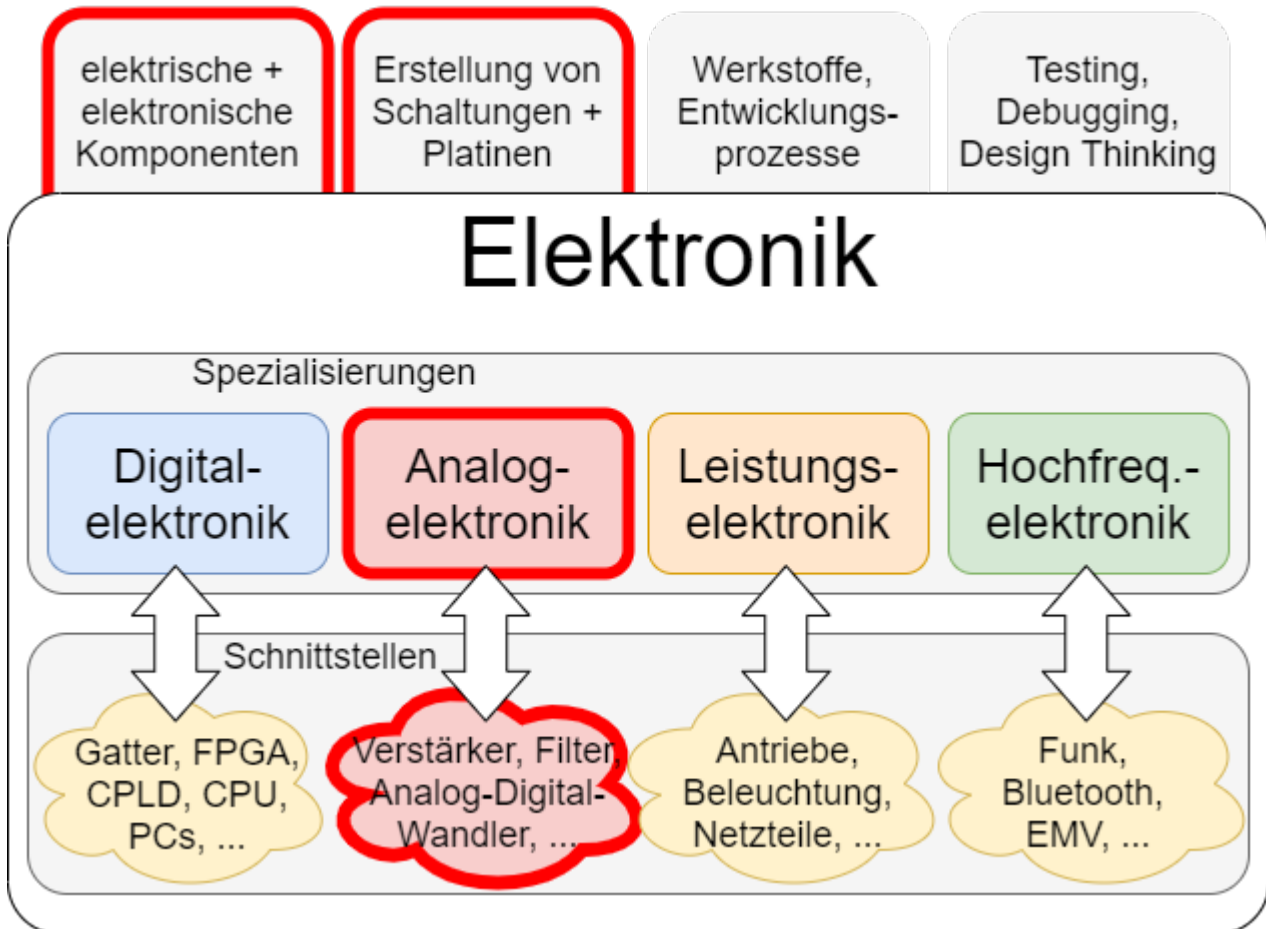 elektrische +
elektronische
Komponenten
Erstellung von
Schaltungen +
Platinen
Werkstoffe,
Entwicklungs-
prozesse
Testing,
Debugging,
Design Thinking
Elektronik
Spezialisierungen
Digital-
elektronik
Analog-
elektronik
Leistungs-
elektronik
Hochfreq.-
elektronik
Schnittstellen
Gatter, FPGA,
CPLD, CPU,
PCs, ...
Verstärker, Filter,
Analog-Digital-
Wandler, ...
Antriebe,
Beleuchtung,
Netzteile, ...
Funk,
Bluetooth,
EMV, ...